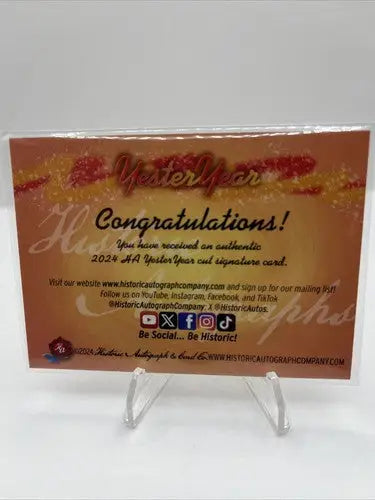 YesterYear
Congratulations!
You have received an authentic
2024 HA YesterYear cut signature card.
Visit our website www.historicautographcompany.com and sign up for our mailing list!
Follow us on YouTube, Instagram, Facebook, and TikTok
@HistoricAutographCompany. X @HistoricAutos.
Be Social... Be Historic!
HA ©2024 Historic Autograph & Card Co. WWW.HISTORICAUTOGRAPHCOMPANY.COM